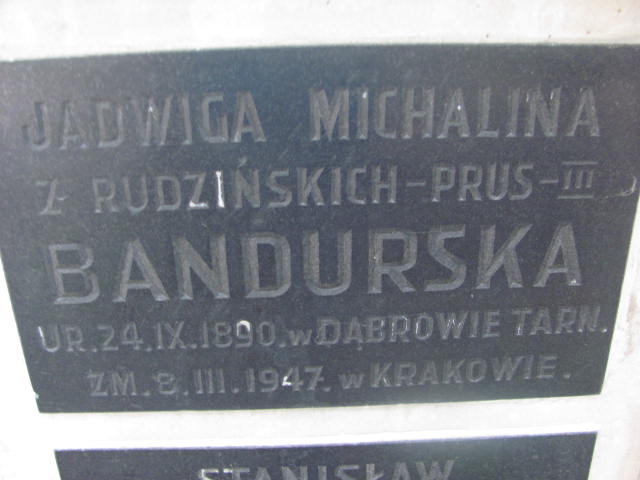 JADWIGA MICHALINA
Z RUDZIŃSKICH-PRUS-III
BANDURSKA
UR.24.IX.1890.w DĄBROWIE TARN.
ZM.8.III.1947.w KRAKOWIE.
STANISŁAW